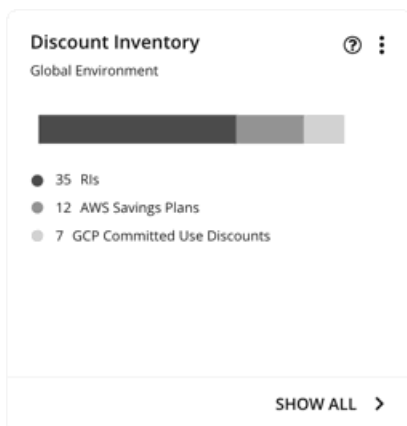 Discount Inventory
Global Environment
35 RIs
12 AWS Savings Plans
7 GCP Committed Use Discounts
SHOW ALL